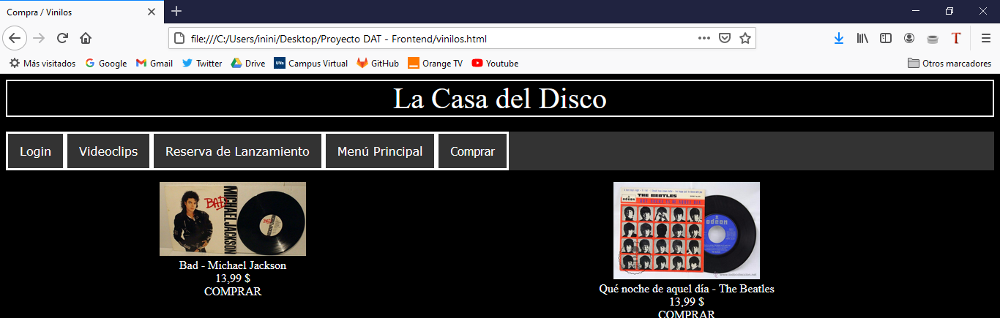 Compra / Vinilos
file:///C:/Users/inini/Desktop/Proyecto DAT - Frontend/vinilos.html
Más visitados Google Gmail Twitter Drive UVa Campus Virtual GitHub Orange TV Youtube Otros marcadores
La Casa del Disco
Login Videoclips Reserva de Lanzamiento Menú Principal Comprar
BAD
MICHAEL JACKSON
Bad - Michael Jackson
13,99 $
COMPRAR
odeon
THE BEATLES
odeon
Qué noche de aquel día - The Beatles
13,99 $
COMPRAR